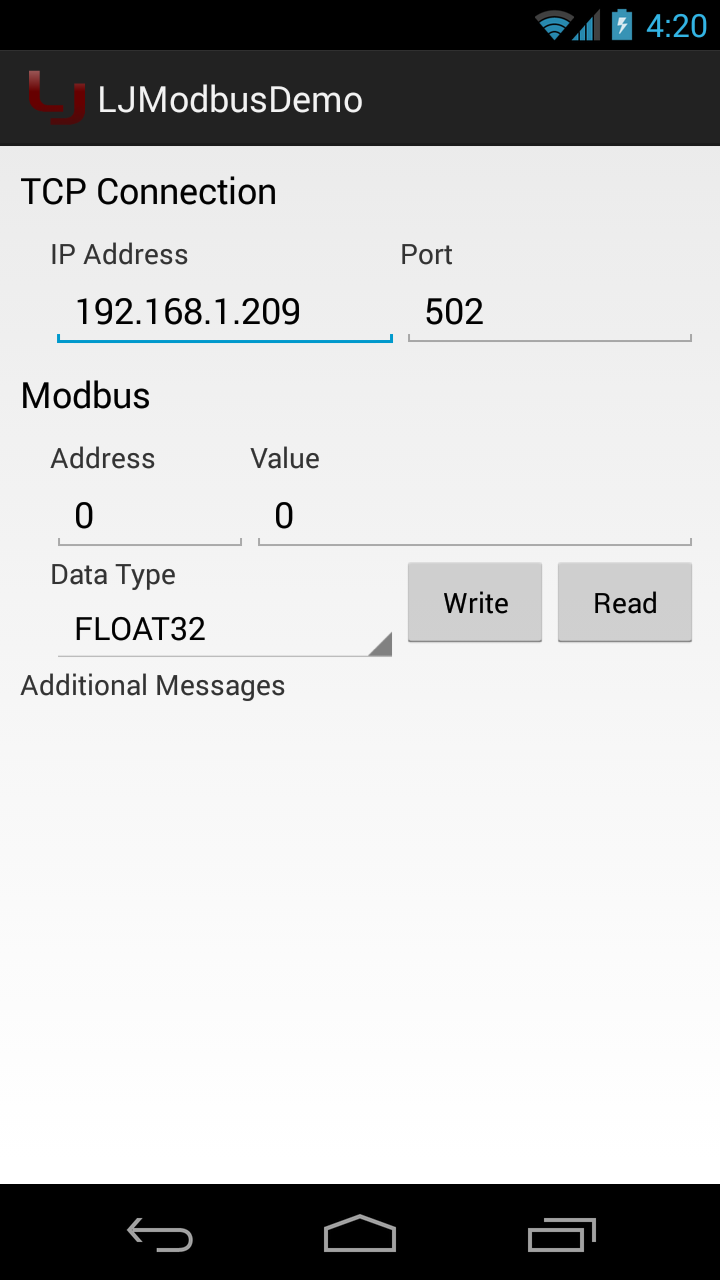 4:20
LJ LJModbusDemo
TCP Connection
IP Address Port
192.168.1.209 502
Modbus
Address Value
0 0
Data Type
Write Read
FLOAT32
Additional Messages